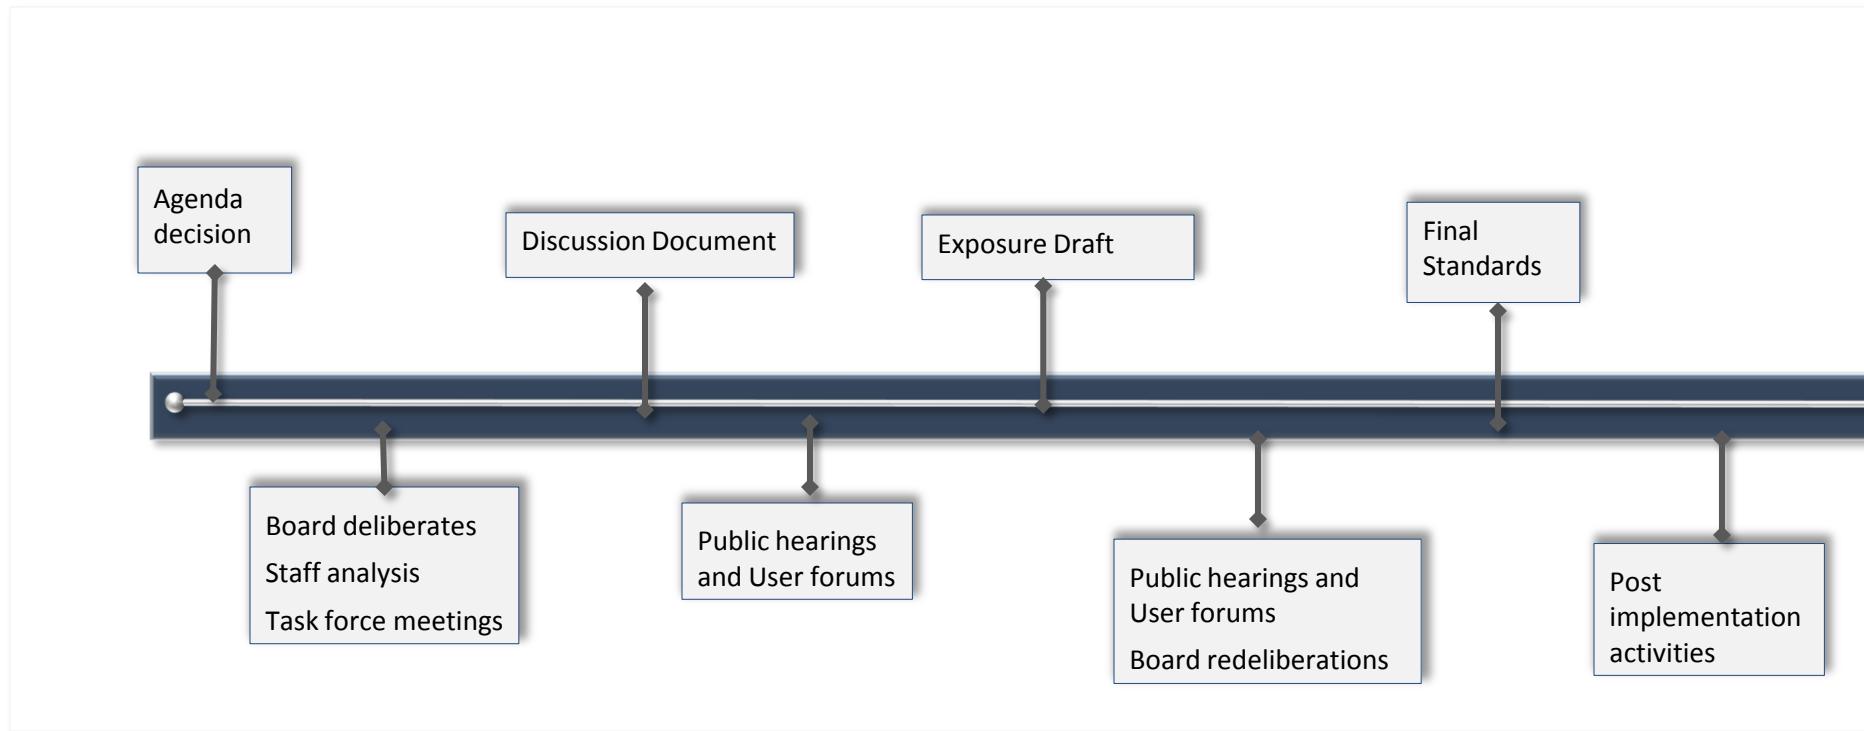 Agenda
decision
Discussion Document
Exposure Draft
Final
Standards
Board deliberates
Staff analysis
Task force meetings
Public hearings
and User forums
Public hearings and
User forums
Board redeliberations
Post
implementation
activities